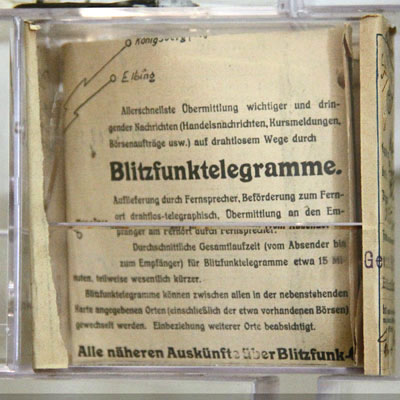 Königsberg
Elbing
Allerschnellste Übermittlung wichtiger und drin-
gender Nachrichten (Handelsnachrichten, Kursmeldungen,
Börsenaufträge usw.) auf drahtlosem Wege durch
Blitzfunktelegramme.
Auflieferung durch Fernsprecher, Beförderung zum Fern-
ort drahtlos-telegraphisch, Übermittlung an den Em-
pfänger am Fernort durch Fernsprecher.
Durchschnittliche Gesamtlaufzeit (vom Absender bis
zum Empfänger) für Blitzfunktelegramme etwa 15 Mi-
nuten, teilweise wesentlich kürzer.
Blitzfunktelegramme können zwischen allen in der nebenstehenden
Karte angegebenen Orten (einschließlich der etwa vorhandenen Börsen)
gewechselt werden. Einbeziehung weiterer Orte beabsichtigt.
Alle näheren Auskünfte über Blitzfunk-
Ge